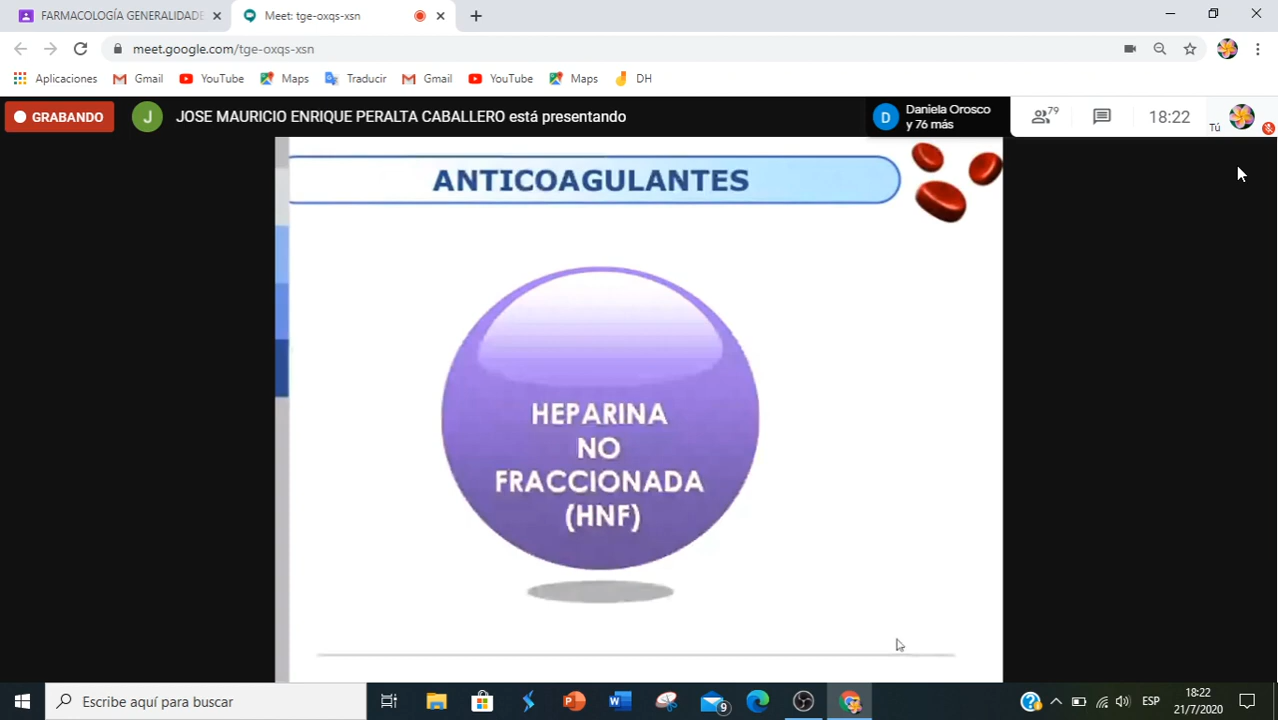 FARMACOLOGÍA GENERALIDADE
Meet: tge-oxqs-xsn
meet.google.com/tge-oxqs-xsn
Aplicaciones
Gmail
YouTube
Maps
Traducir
Gmail
YouTube
Maps
DH
GRABANDO
J
JOSE MAURICIO ENRIQUE PERALTA CABALLERO está presentando
D
Daniela Orosco
y 76 más
79
18:22
Tú
ANTICOAGULANTES
HEPARINA
NO
FRACCIONADA
(HNF)
Escribe aquí para buscar
9
ESP
18:22
21/7/2020